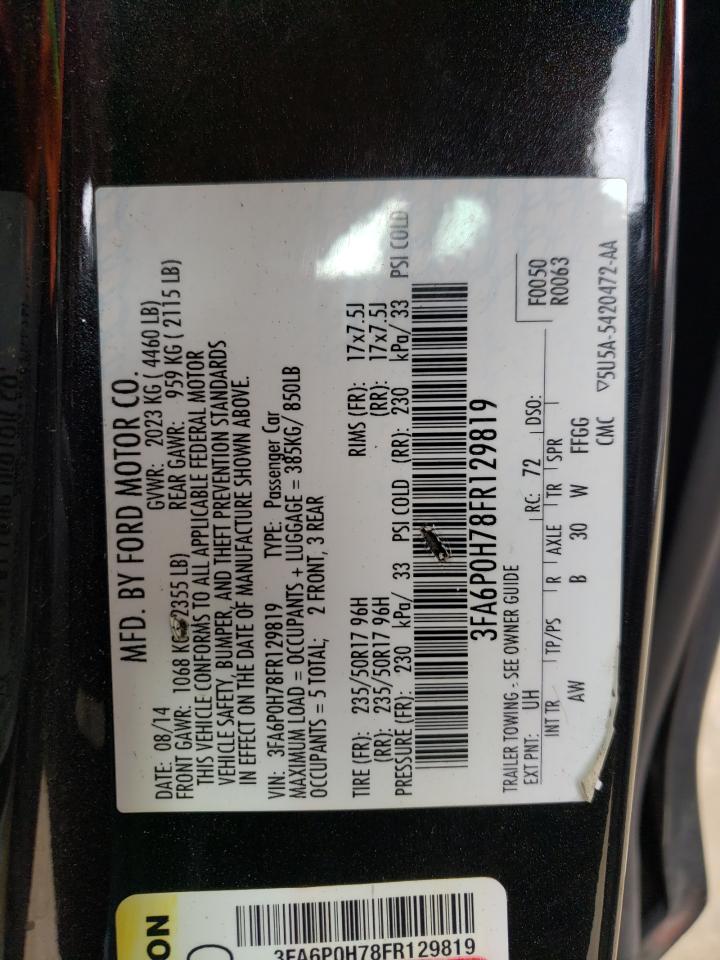 MFD. BY FORD MOTOR CO.
DATE: 08/14 GVWR: 2023 KG ( 4460 LB)
FRONT GAWR: 1068 KG 2355 LB) REAR GAWR: 959 KG ( 2115 LB)
THIS VEHICLE CONFORMS TO ALL APPLICABLE FEDERAL MOTOR
VEHICLE SAFETY, BUMPER, AND THEFT PREVENTION STANDARDS
IN EFFECT ON THE DATE OF MANUFACTURE SHOWN ABOVE.
VIN: 3FA6P0H78FR129819 TYPE: Passenger Car
MAXIMUM LOAD = OCCUPANTS + LUGGAGE = 385KG/ 850LB
OCCUPANTS = 5 TOTAL; 2 FRONT, 3 REAR
TIRE (FR): 235/50R17 96H RIMS (FR): 17x7.5J
(RR): 235/50R17 96H (RR): 17x7.5J
PRESSURE (FR): 230 kPa/ 33 PSI COLD (RR): 230 kPa/ 33 PSI COLD
3FA6P0H78FR129819
TRAILER TOWING - SEE OWNER GUIDE
EXT PNT: UH RC: 72 DSO: F0050
R0063
INT TR TP/PS R AXLE TR SPR
AW B 30 W FFGG
CMC ▽5U5A-5420472-AA
ON
3FA6P0H78FR129819